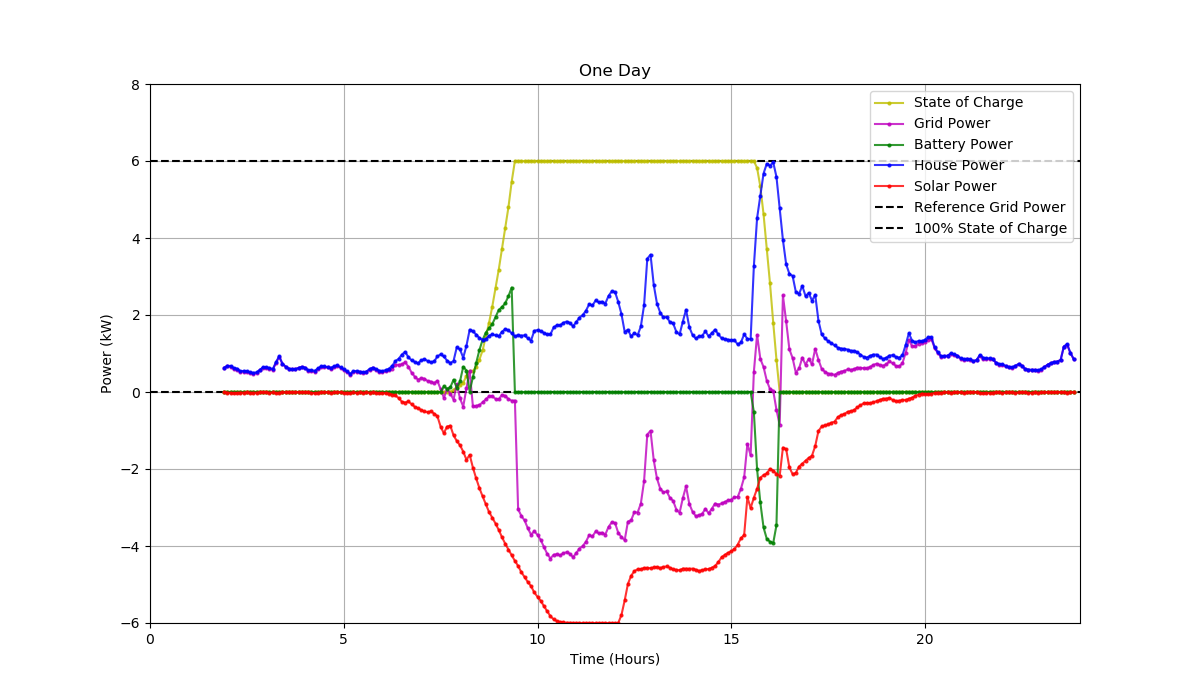 One Day
Power (kW)
8
6
4
2
0
−2
−4
−6
State of Charge
Grid Power
Battery Power
House Power
Solar Power
Reference Grid Power
100% State of Charge
0 5 10 15 20
Time (Hours)